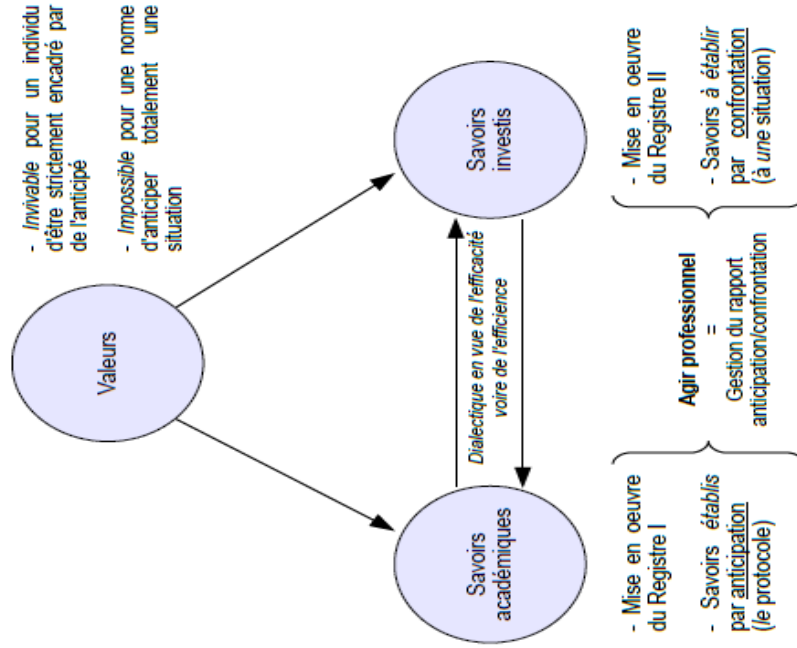 Valeurs
- Invivable pour un individu
d'être strictement encadré par
de l'anticipé
- Impossible pour une norme
d'anticiper totalement une
situation
Savoirs
académiques
Dialectique en vue de l'efficacité
voire de l'efficience
Savoirs
investis
- Mise en oeuvre
du Registre I
- Savoirs établis
par anticipation
(le protocole)
Agir professionnel
=
Gestion du rapport
anticipation/confrontation
- Mise en oeuvre
du Registre II
- Savoirs à établir
par confrontation
(à une situation)